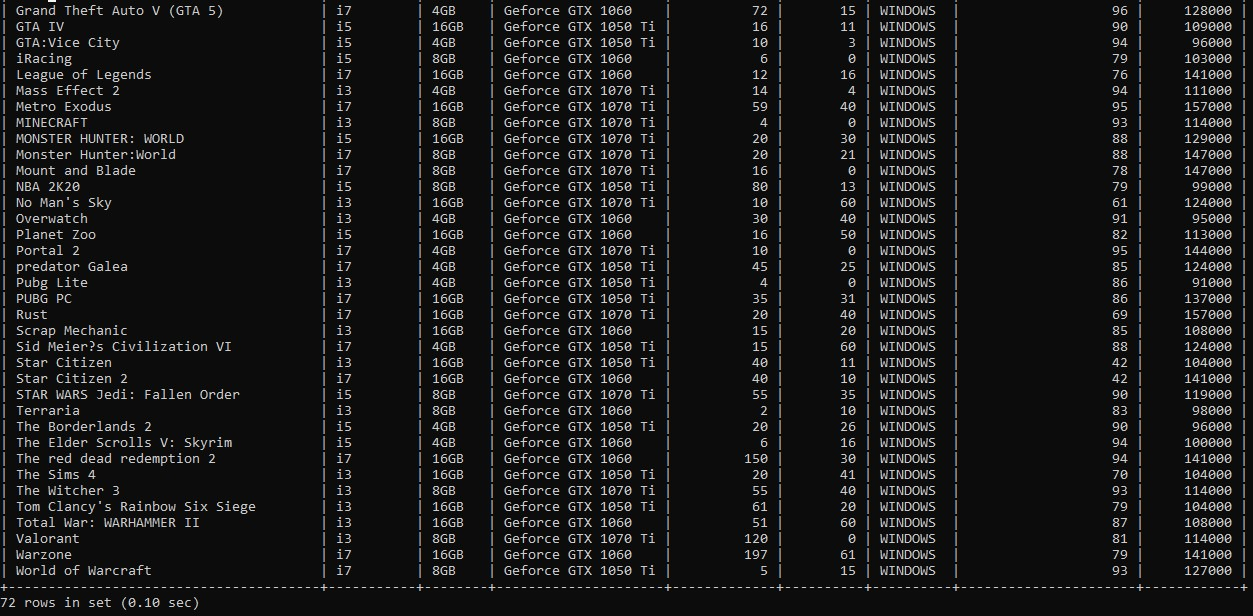 | Grand Theft Auto V (GTA 5) | i7 | 4GB | Geforce GTX 1060 | 72 | 15 | WINDOWS | 96 | 128000 |
| GTA IV | i5 | 16GB | Geforce GTX 1050 Ti | 16 | 11 | WINDOWS | 90 | 109000 |
| GTA:Vice City | i5 | 4GB | Geforce GTX 1050 Ti | 10 | 3 | WINDOWS | 94 | 96000 |
| iRacing | i5 | 8GB | Geforce GTX 1060 | 6 | 0 | WINDOWS | 79 | 103000 |
| League of Legends | i7 | 16GB | Geforce GTX 1060 | 12 | 16 | WINDOWS | 76 | 141000 |
| Mass Effect 2 | i3 | 4GB | Geforce GTX 1070 Ti | 14 | 4 | WINDOWS | 94 | 111000 |
| Metro Exodus | i7 | 16GB | Geforce GTX 1070 Ti | 59 | 40 | WINDOWS | 95 | 157000 |
| MINECRAFT | i3 | 8GB | Geforce GTX 1070 Ti | 4 | 0 | WINDOWS | 93 | 114000 |
| MONSTER HUNTER: WORLD | i5 | 16GB | Geforce GTX 1070 Ti | 20 | 30 | WINDOWS | 88 | 129000 |
| Monster Hunter:World | i7 | 8GB | Geforce GTX 1070 Ti | 20 | 21 | WINDOWS | 88 | 147000 |
| Mount and Blade | i7 | 8GB | Geforce GTX 1070 Ti | 16 | 0 | WINDOWS | 78 | 147000 |
| NBA 2K20 | i5 | 8GB | Geforce GTX 1050 Ti | 80 | 13 | WINDOWS | 79 | 99000 |
| No Man's Sky | i3 | 16GB | Geforce GTX 1070 Ti | 10 | 60 | WINDOWS | 61 | 124000 |
| Overwatch | i3 | 4GB | Geforce GTX 1060 | 30 | 40 | WINDOWS | 91 | 95000 |
| Planet Zoo | i5 | 16GB | Geforce GTX 1060 | 16 | 50 | WINDOWS | 82 | 113000 |
| Portal 2 | i7 | 4GB | Geforce GTX 1070 Ti | 10 | 0 | WINDOWS | 95 | 144000 |
| predator Galea | i7 | 4GB | Geforce GTX 1050 Ti | 45 | 25 | WINDOWS | 85 | 124000 |
| Pubg Lite | i3 | 4GB | Geforce GTX 1050 Ti | 4 | 0 | WINDOWS | 86 | 91000 |
| PUBG PC | i7 | 16GB | Geforce GTX 1050 Ti | 35 | 31 | WINDOWS | 86 | 137000 |
| Rust | i7 | 16GB | Geforce GTX 1070 Ti | 20 | 40 | WINDOWS | 69 | 157000 |
| Scrap Mechanic | i3 | 16GB | Geforce GTX 1060 | 15 | 20 | WINDOWS | 85 | 108000 |
| Sid Meier?s Civilization VI | i7 | 4GB | Geforce GTX 1050 Ti | 15 | 60 | WINDOWS | 88 | 124000 |
| Star Citizen | i3 | 16GB | Geforce GTX 1050 Ti | 40 | 11 | WINDOWS | 42 | 104000 |
| Star Citizen 2 | i7 | 16GB | Geforce GTX 1060 | 40 | 10 | WINDOWS | 42 | 141000 |
| STAR WARS Jedi: Fallen Order | i5 | 8GB | Geforce GTX 1070 Ti | 55 | 35 | WINDOWS | 90 | 119000 |
| Terraria | i3 | 8GB | Geforce GTX 1060 | 2 | 10 | WINDOWS | 83 | 98000 |
| The Borderlands 2 | i5 | 4GB | Geforce GTX 1050 Ti | 20 | 26 | WINDOWS | 90 | 96000 |
| The Elder Scrolls V: Skyrim | i5 | 4GB | Geforce GTX 1060 | 6 | 16 | WINDOWS | 94 | 100000 |
| The red dead redemption 2 | i7 | 16GB | Geforce GTX 1060 | 150 | 30 | WINDOWS | 94 | 141000 |
| The Sims 4 | i3 | 16GB | Geforce GTX 1050 Ti | 20 | 41 | WINDOWS | 70 | 104000 |
| The Witcher 3 | i3 | 8GB | Geforce GTX 1070 Ti | 55 | 40 | WINDOWS | 93 | 114000 |
| Tom Clancy's Rainbow Six Siege | i3 | 16GB | Geforce GTX 1050 Ti | 61 | 20 | WINDOWS | 79 | 104000 |
| Total War: WARHAMMER II | i3 | 16GB | Geforce GTX 1060 | 51 | 60 | WINDOWS | 87 | 108000 |
| Valorant | i3 | 8GB | Geforce GTX 1070 Ti | 120 | 0 | WINDOWS | 81 | 114000 |
| Warzone | i7 | 16GB | Geforce GTX 1060 | 197 | 61 | WINDOWS | 79 | 141000 |
| World of Warcraft | i7 | 8GB | Geforce GTX 1050 Ti | 5 | 15 | WINDOWS | 93 | 127000 |
72 rows in set (0.10 sec)